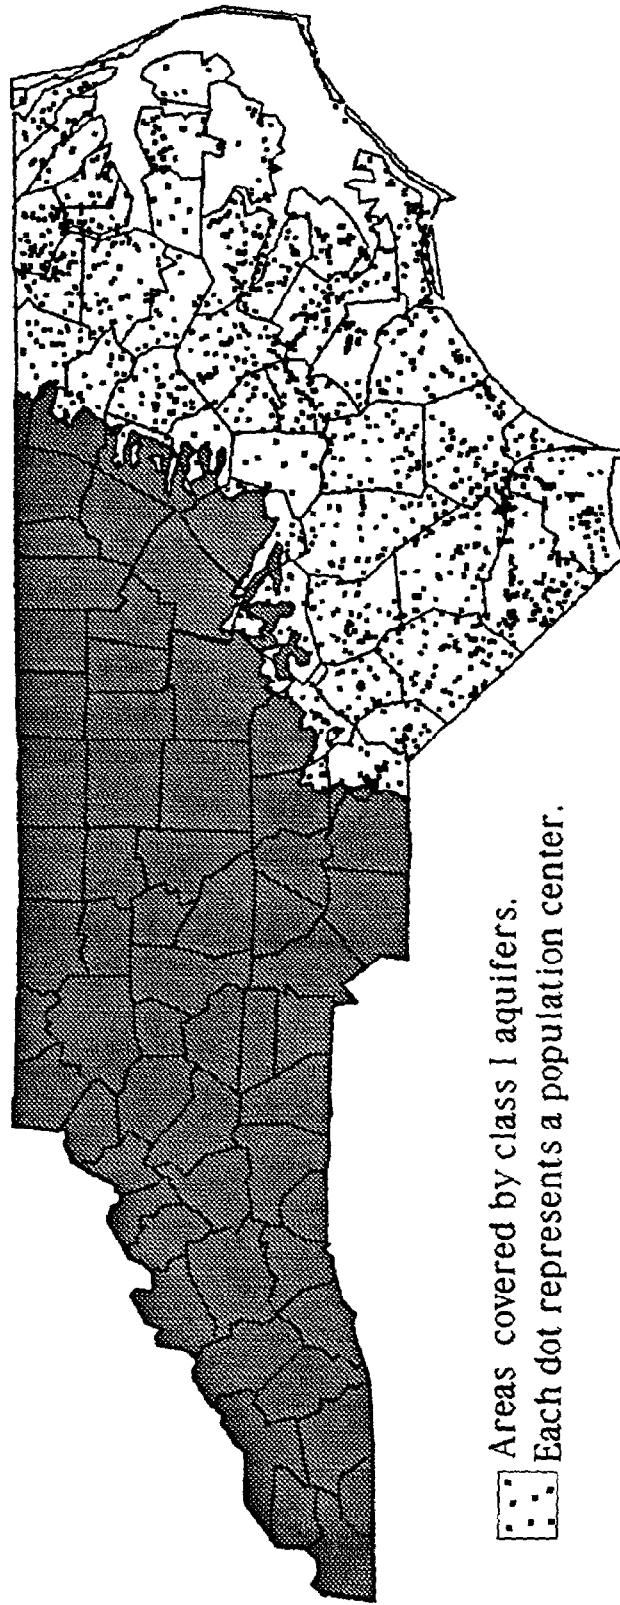 Areas covered by class I aquifers.
Each dot represents a population center.